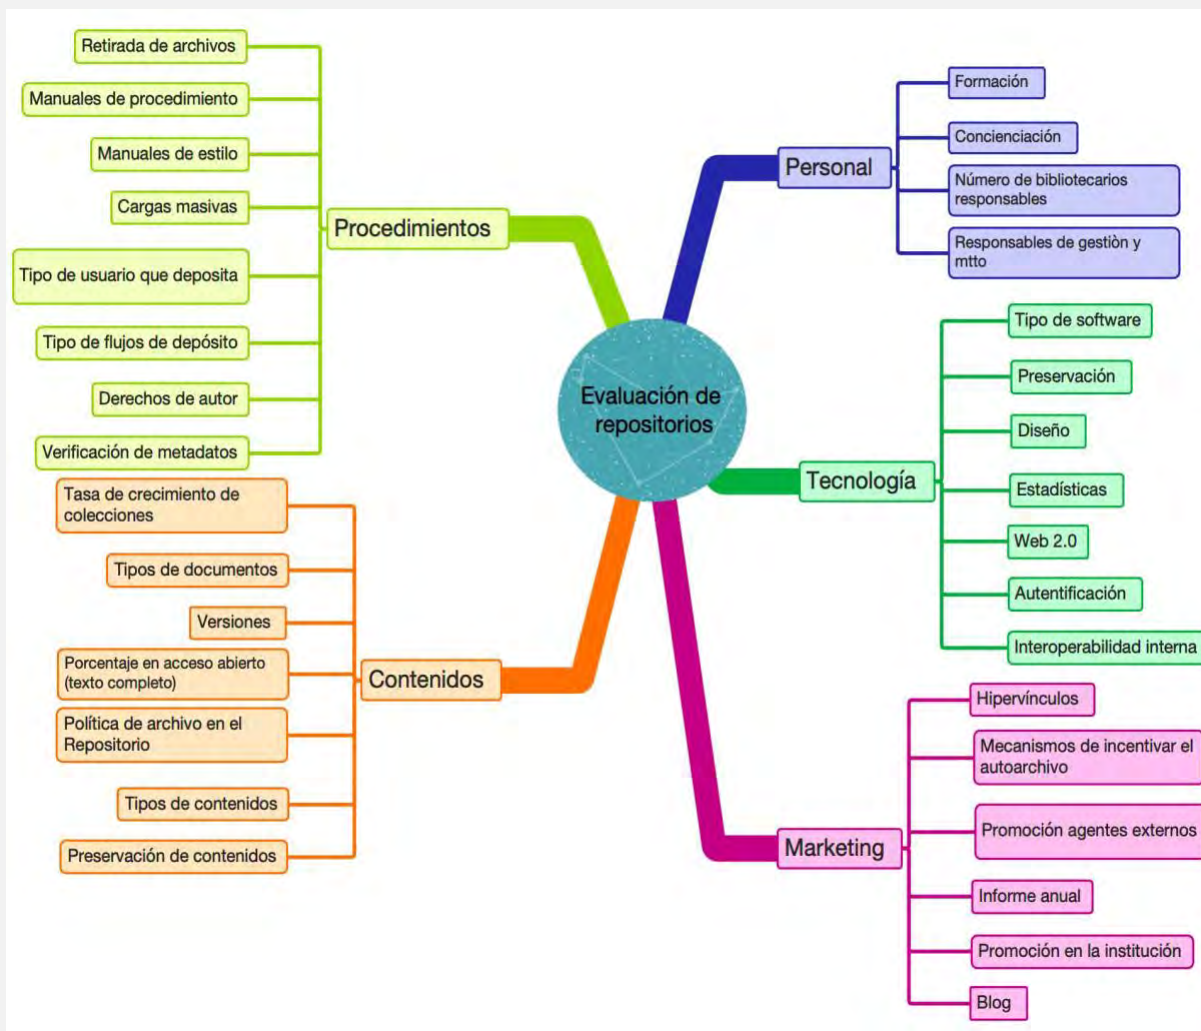 Evaluación de
repositorios
Procedimientos
Retirada de archivos
Manuales de procedimiento
Manuales de estilo
Cargas masivas
Tipo de usuario que deposita
Tipo de flujos de depósito
Derechos de autor
Verificación de metadatos
Contenidos
Tasa de crecimiento de
colecciones
Tipos de documentos
Versiones
Porcentaje en acceso abierto
(texto completo)
Política de archivo en el
Repositorio
Tipos de contenidos
Preservación de contenidos
Personal
Formación
Concienciación
Número de bibliotecarios
responsables
Responsables de gestiòn y
mtto
Tecnología
Tipo de software
Preservación
Diseño
Estadísticas
Web 2.0
Autentificación
Interoperabilidad interna
Marketing
Hipervínculos
Mecanismos de incentivar el
autoarchivo
Promoción agentes externos
Informe anual
Promoción en la institución
Blog